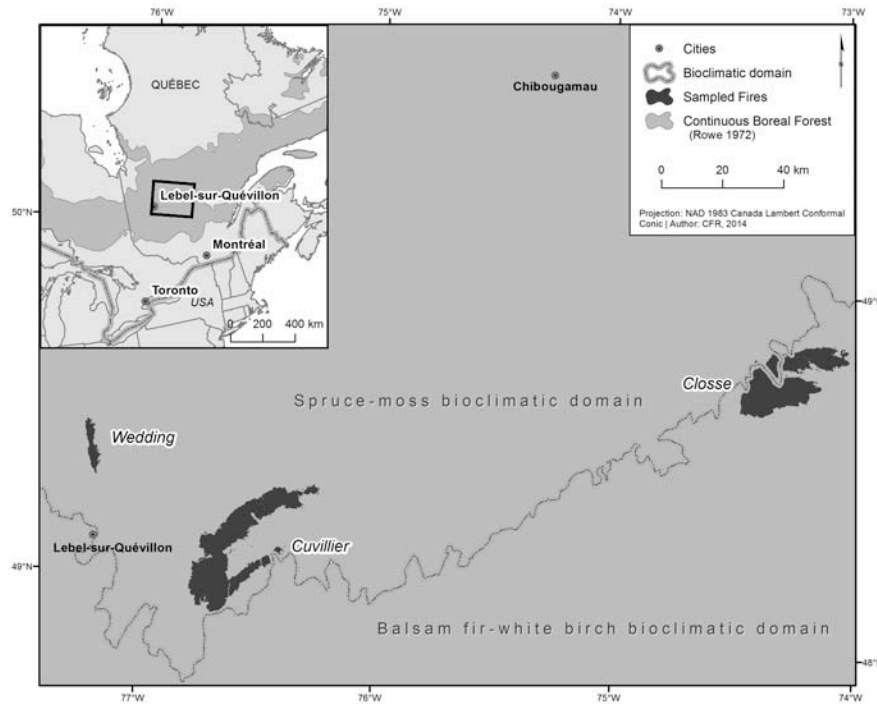 76°W
75°W
74°W
73°W
QUÉBEC
Lebel-sur-Quévillon
50°N
Montréal
Toronto
USA
0 200 400 km
Chibougamau
Cities
Bioclimatic domain
Sampled Fires
Continuous Boreal Forest
(Rowe 1972)
N
0 20 40 km
Projection: NAD 1983 Canada Lambert Conformal
Conic | Author: CFR, 2014
49°N
Closse
Spruce-moss bioclimatic domain
Wedding
Lebel-sur-Quévillon
Cuvillier
49°N
Balsam fir-white birch bioclimatic domain
48°N
77°W
76°W
75°W
74°W